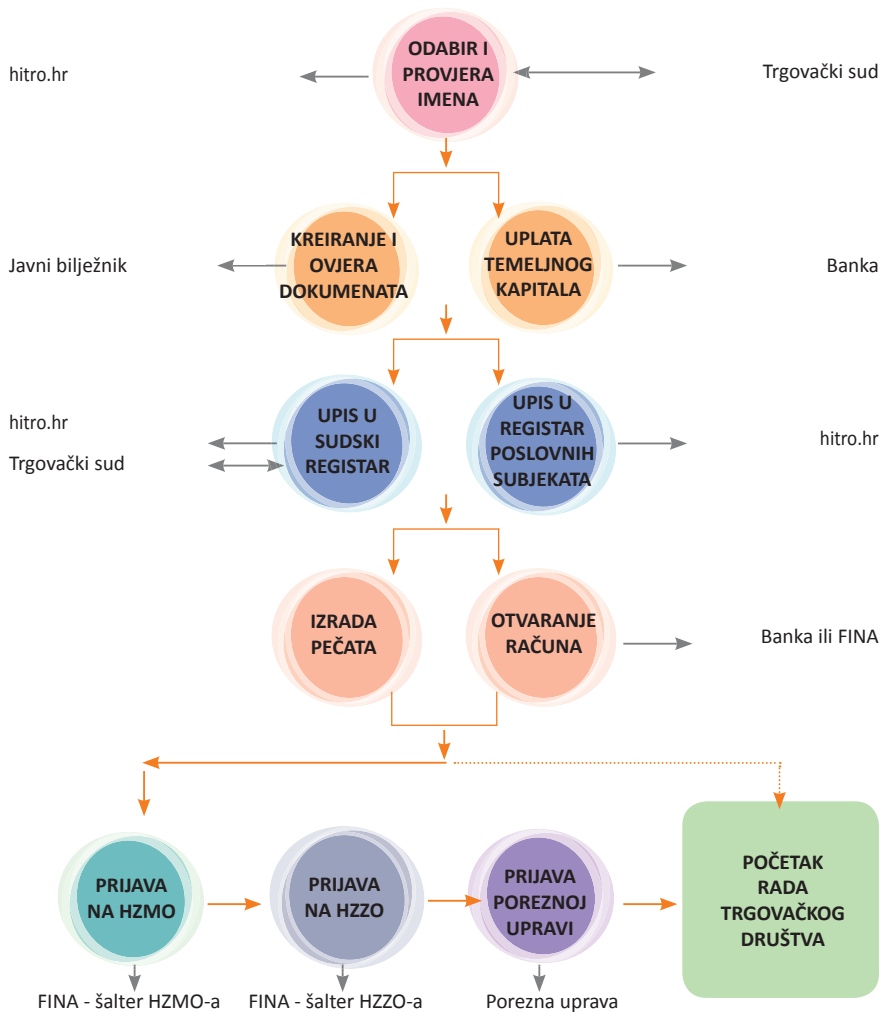 hitro.hr
ODABIR I
PROVJERA
IMENA
Trgovački sud
Javni bilježnik
KREIRANJE I
OVJERA
DOKUMENATA
UPLATA
TEMELJNOG
KAPITALA
Banka
hitro.hr
Trgovački sud
UPIS U
SUDSKI
REGISTAR
UPIS U
REGISTAR
POSLOVNIH
SUBJEKATA
hitro.hr
IZRADA
PEČATA
OTVARANJE
RAČUNA
Banka ili FINA
PRIJAVA
NA HZMO
PRIJAVA
NA HZZO
PRIJAVA
POREZNOJ
UPRAVI
POČETAK
RADA
TRGOVAČKOG
DRUŠTVA
FINA - šalter HZMO-a
FINA - šalter HZZO-a
Porezna uprava